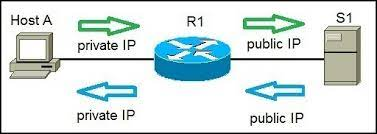 Host A
R1
S1
private IP
public IP
private IP
public IP